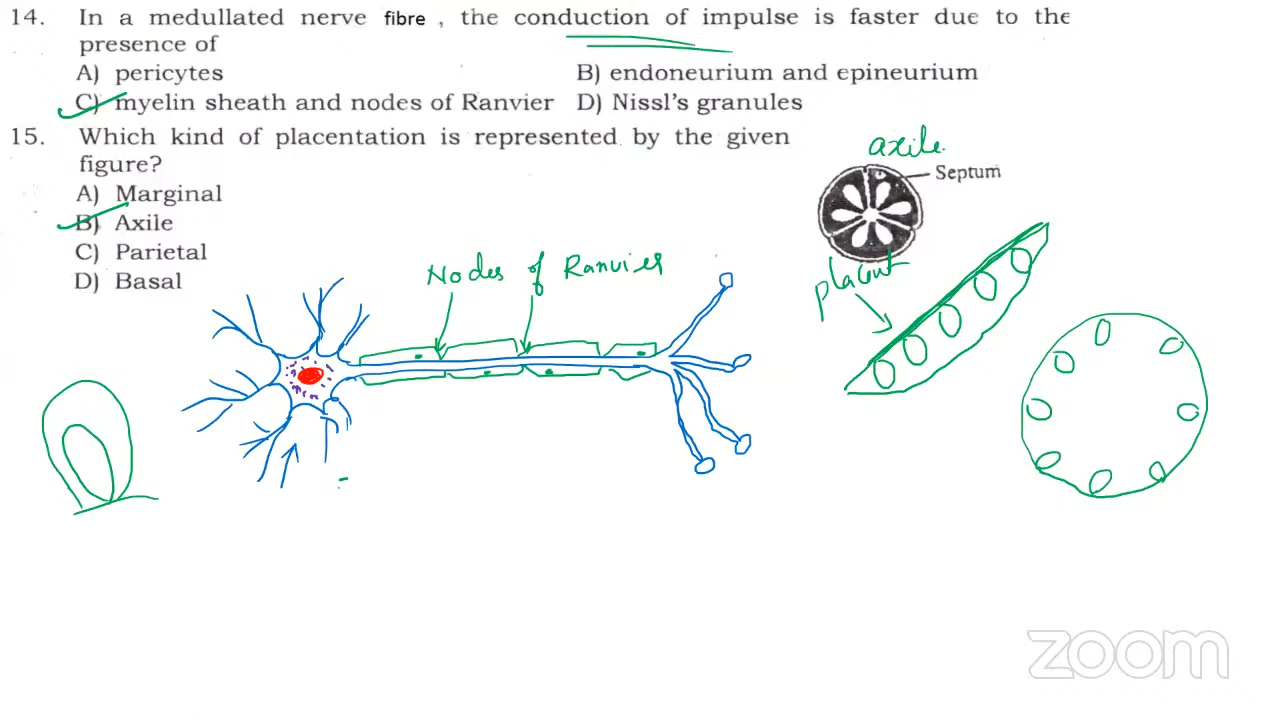 14. In a medullated nerve fibre , the conduction of impulse is faster due to the
presence of
A) pericytes B) endoneurium and epineurium
C) myelin sheath and nodes of Ranvier D) Nissl's granules
15. Which kind of placentation is represented by the given
figure?
A) Marginal
B) Axile
C) Parietal
D) Basal
axile
Septum
Nodes of Ranvier
placent
zoom